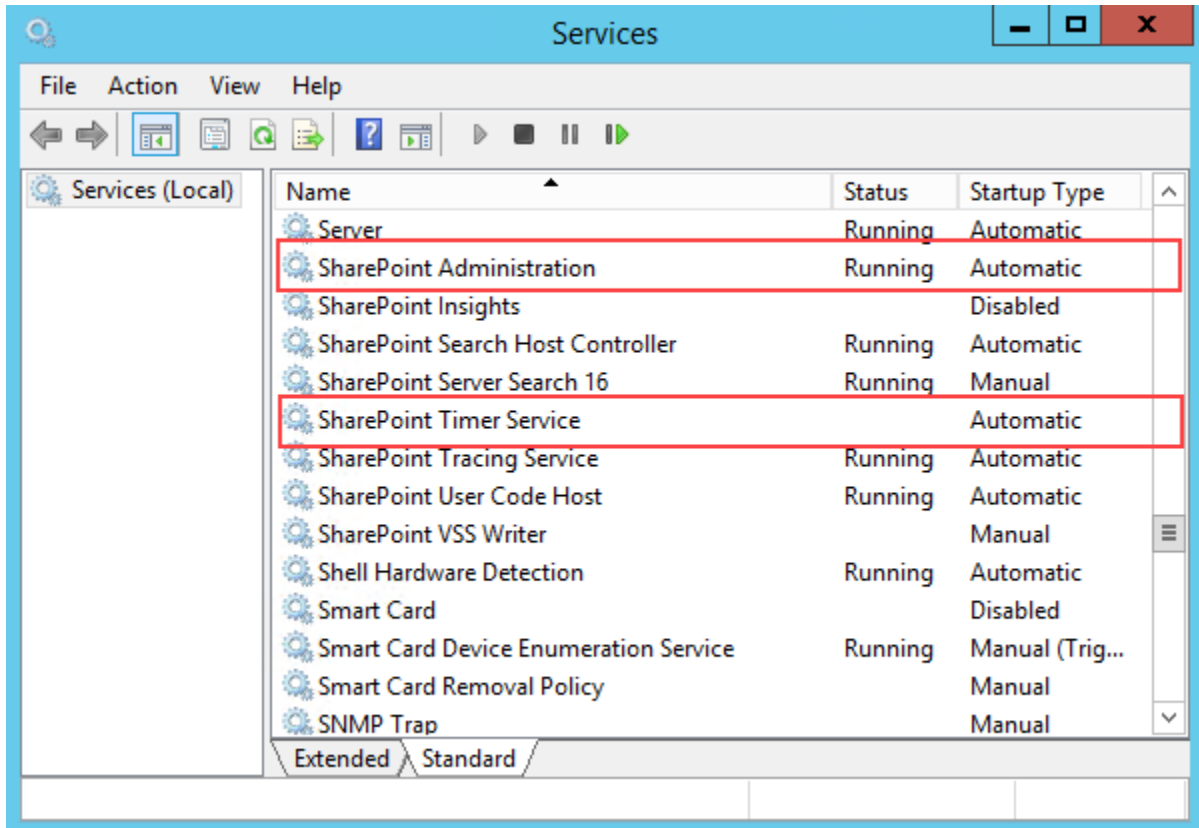 Services
File Action View Help
Services (Local)
Name Status Startup Type
Server Running Automatic
SharePoint Administration Running Automatic
SharePoint Insights Disabled
SharePoint Search Host Controller Running Automatic
SharePoint Server Search 16 Running Manual
SharePoint Timer Service Automatic
SharePoint Tracing Service Running Automatic
SharePoint User Code Host Running Automatic
SharePoint VSS Writer Manual
Shell Hardware Detection Running Automatic
Smart Card Disabled
Smart Card Device Enumeration Service Running Manual (Trig...
Smart Card Removal Policy Manual
SNMP Trap Manual
Extended Standard